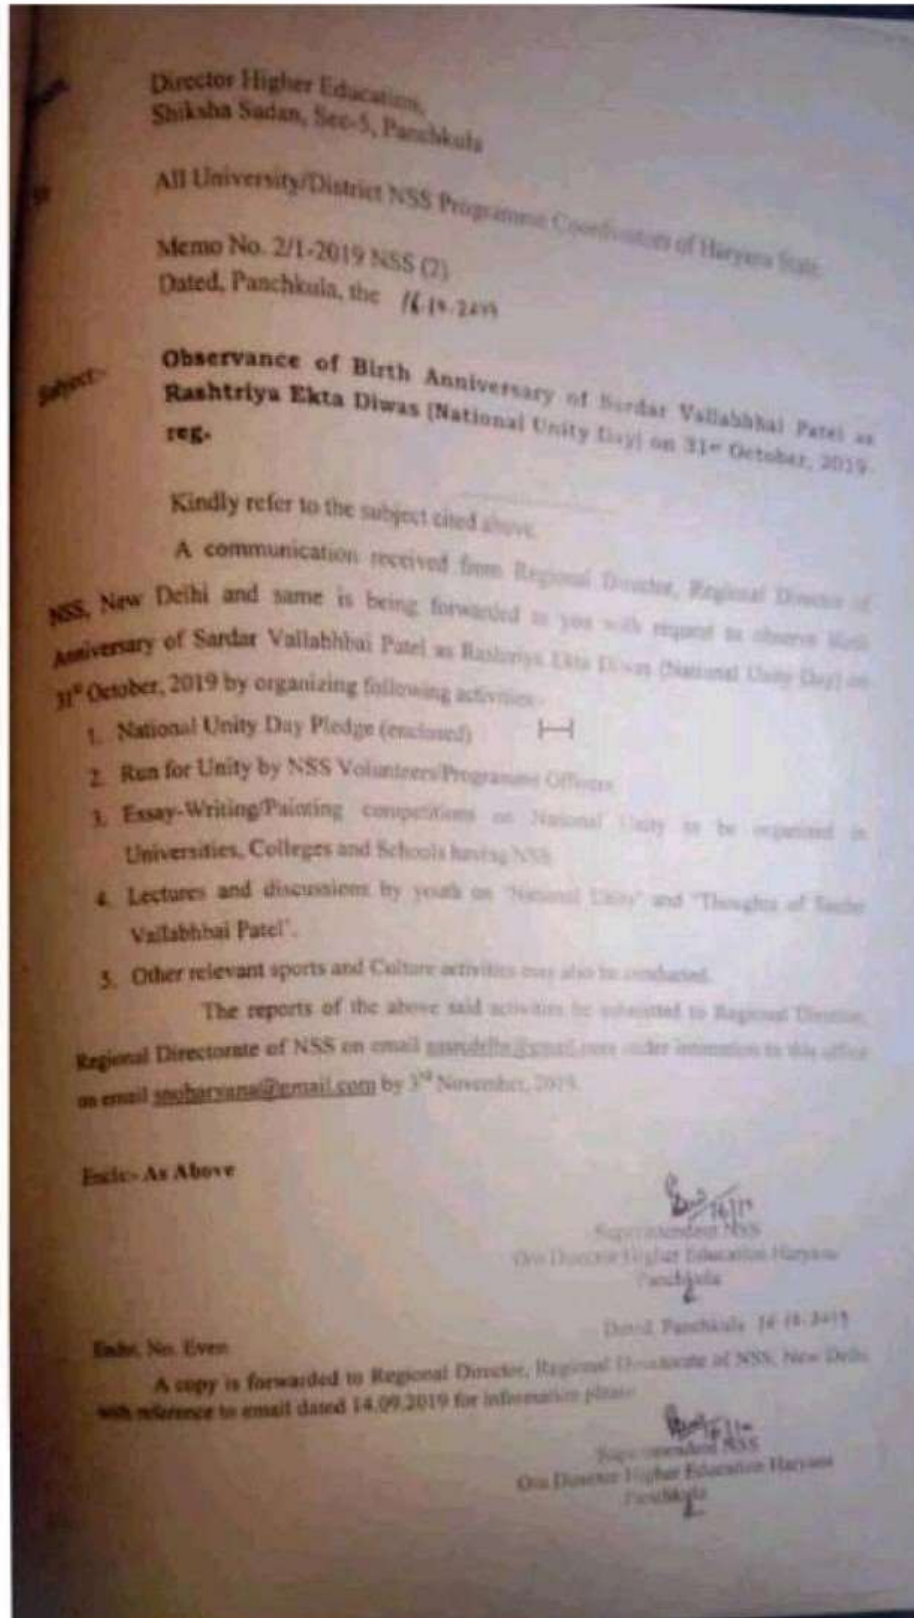 Director Higher Education,
Shiksha Sadan, Sec-5, Panchkula
All University/District NSS Programme Coordinators of Haryana State.
Memo No. 2/1-2019 NSS (2)
Dated, Panchkula, the
Subject:- Observance of Birth Anniversary of Sardar Vallabhbhai Patel as
Rashtriya Ekta Diwas (National Unity Day) on 31st October, 2019-
reg.
Kindly refer to the subject cited above.
A communication received from Regional Director, Regional Director of
NSS, New Delhi and same is being forwarded to you with request to observe Birth
Anniversary of Sardar Vallabhbhai Patel as Rashtriya Ekta Diwas (National Unity Day) on
31st October, 2019 by organizing following activities:-
1. National Unity Day Pledge (enclosed)
2. Run for Unity by NSS Volunteers/Programme Officers
3. Essay-Writing/Painting competitions on National Unity to be organized in
Universities, Colleges and Schools having NSS
4. Lectures and discussions by youth on 'National Unity' and 'Thoughts of Sardar
Vallabhbhai Patel'.
5. Other relevant sports and Culture activities may also be conducted.
The reports of the above said activities be submitted to Regional Director,
Regional Directorate of NSS on email under intimation to this office
on email snoharyana@gmail.com by 3rd November, 2019.
Encls:- As Above
Superintendent NSS
O/o Director Higher Education Haryana
Panchkula
Endst. No. Even Dated, Panchkula
A copy is forwarded to Regional Director, Regional Directorate of NSS, New Delhi
with reference to email dated 14.09.2019 for information please
Superintendent NSS
O/o Director Higher Education Haryana
Panchkula